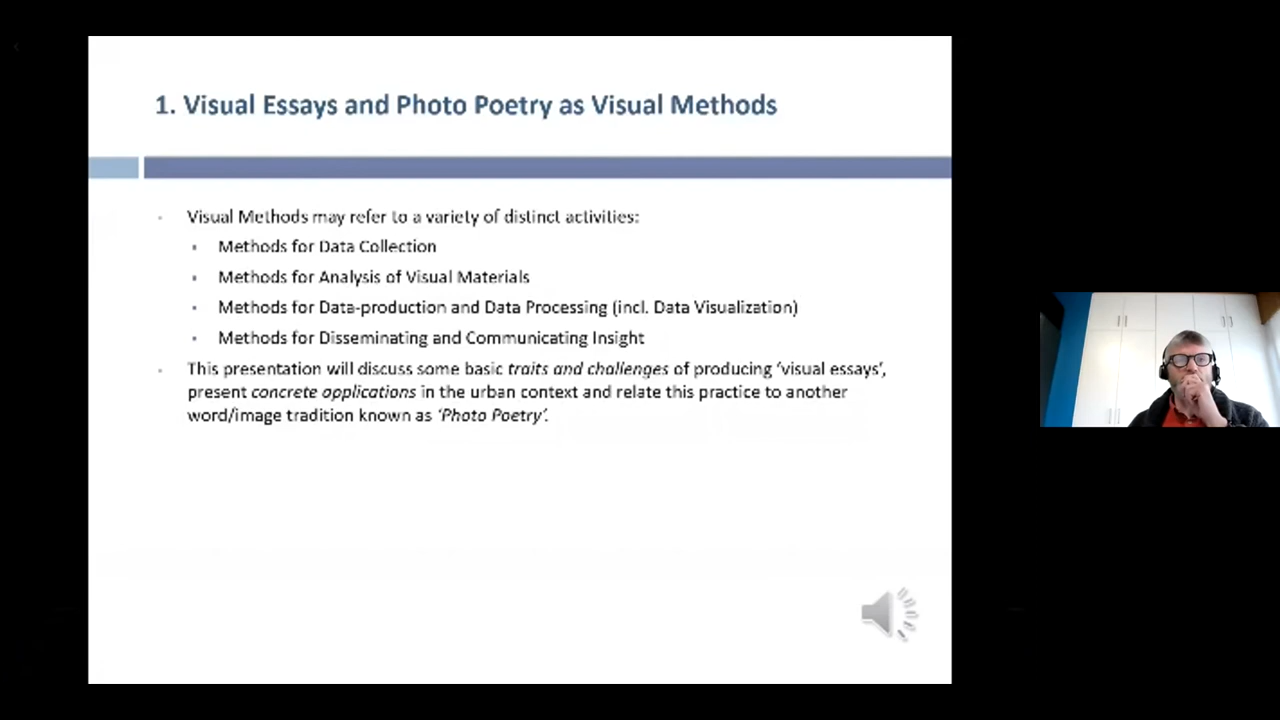 1. Visual Essays and Photo Poetry as Visual Methods
Visual Methods may refer to a variety of distinct activities:
Methods for Data Collection
Methods for Analysis of Visual Materials
Methods for Data-production and Data Processing (incl. Data Visualization)
Methods for Disseminating and Communicating Insight
This presentation will discuss some basic traits and challenges of producing ‘visual essays’,
present concrete applications in the urban context and relate this practice to another
word/image tradition known as ‘Photo Poetry’.